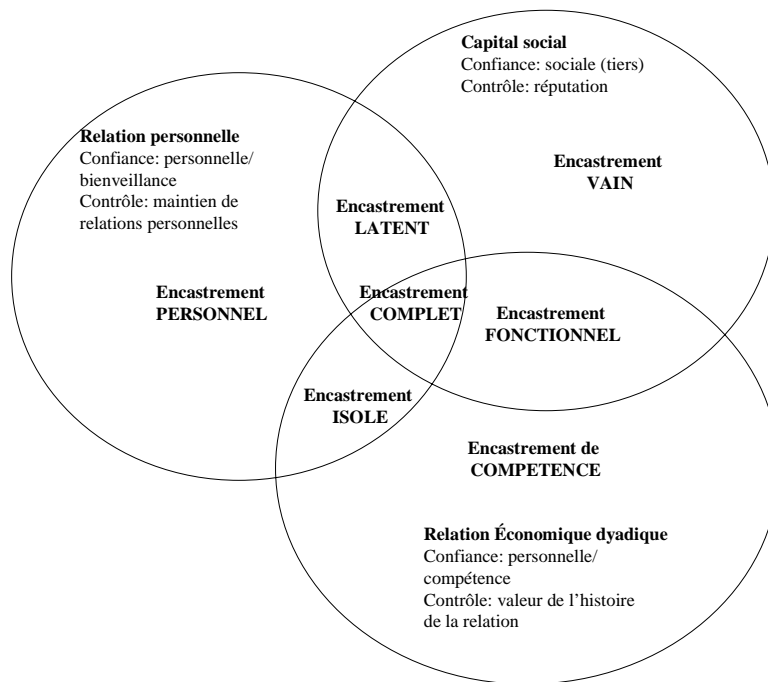 Capital social
Confiance: sociale (tiers)
Contrôle: réputation
Relation personnelle
Confiance: personnelle/
bienveillance
Contrôle: maintien de
relations personnelles
Encastrement
VAIN
Encastrement
LATENT
Encastrement
PERSONNEL
Encastrement
COMPLET
Encastrement
FONCTIONNEL
Encastrement
ISOLE
Encastrement de
COMPETENCE
Relation Économique dyadique
Confiance: personnelle/
compétence
Contrôle: valeur de l’histoire
de la relation